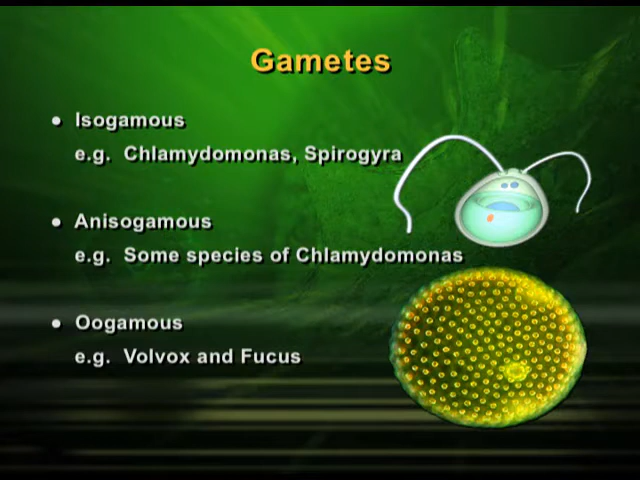 Gametes
● Isogamous
e.g. Chlamydomonas, Spirogyra
● Anisogamous
e.g. Some species of Chlamydomonas
● Oogamous
e.g. Volvox and Fucus